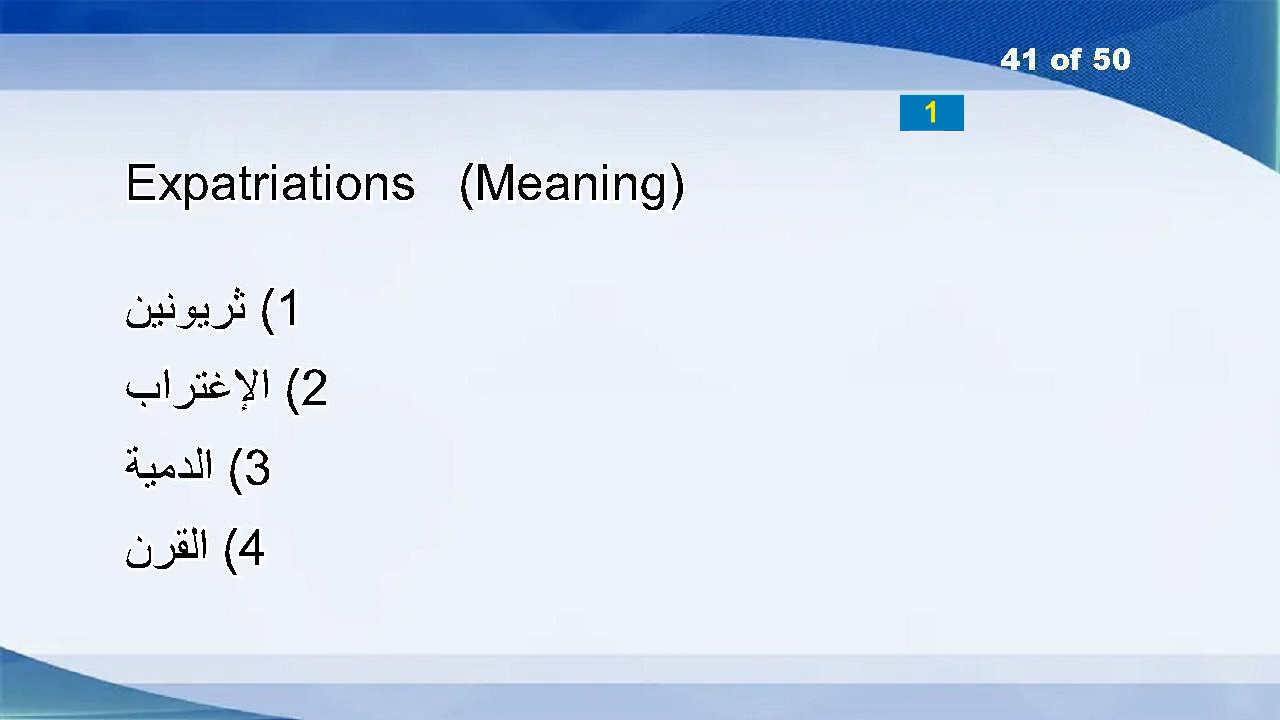 41 of 50
1
Expatriations (Meaning)
1) ثريونين
2) الإغتراب
3) الدمية
4) القرن